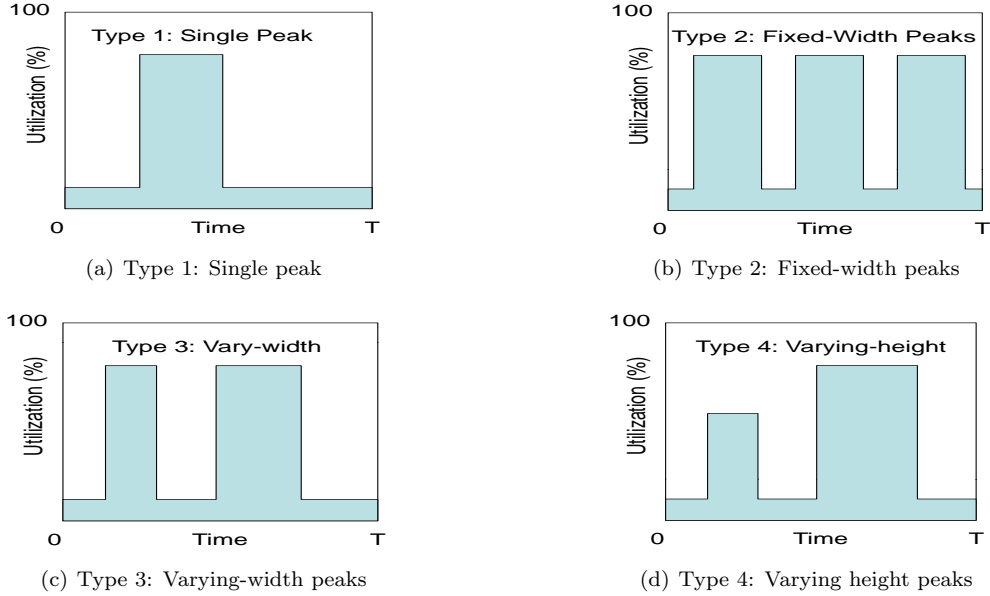 100
Type 1: Single Peak
Utilization (%)
0 Time T
(a) Type 1: Single peak
100
Type 2: Fixed-Width Peaks
Utilization (%)
0 Time T
(b) Type 2: Fixed-width peaks
100
Type 3: Vary-width
Utilization (%)
0 Time T
(c) Type 3: Varying-width peaks
100
Type 4: Varying-height
Utilization (%)
0 Time T
(d) Type 4: Varying height peaks